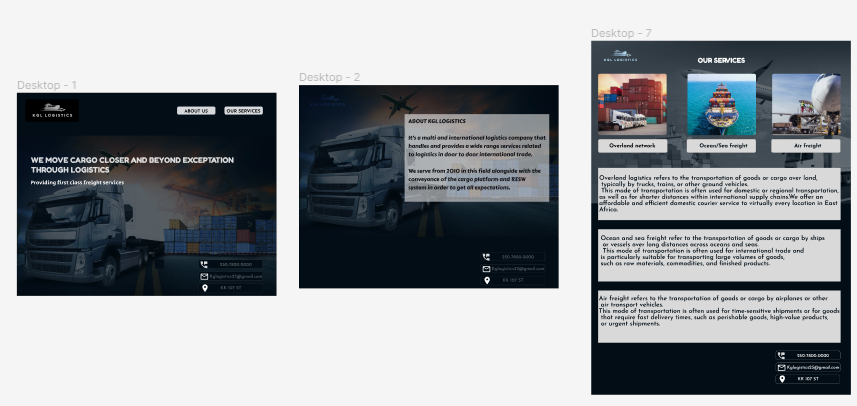 Desktop - 1
KGL LOGISTICS
ABOUT US
OUR SERVICES
WE MOVE CARGO CLOSER AND BEYOND EXCEPTATION
THROUGH LOGISTICS
Providing first class freight services
250-7800-0000
Kglogistics25@gmail.com
KK 107 ST
Desktop - 2
ABOUT KGL LOGISTICS
It's a multi and international logistics company that
handles and provides a wide range services related
to logistics in door to door international trade.
We serve from 2010 in this field alongside with the
conveyance of the cargo platform and RESW
system in order to get all expectations.
250-7800-0000
Kglogistics25@gmail.com
KK 107 ST
Desktop - 7
KGL LOGISTICS
OUR SERVICES
Overland network
Ocean/Sea freight
Air freight
Overland logistics refers to the transportation of goods or cargo over land,
typically by trucks, trains, or other ground vehicles.
This mode of transportation is often used for domestic or regional transportation,
as well as for shorter distances within international supply chains.We offer an
affordable and efficient domestic courier service to virtually every location in East
Africa.
Ocean and sea freight refer to the transportation of goods or cargo by ships
or vessels over long distances across oceans and seas.
This mode of transportation is often used for international trade and
is particularly suitable for transporting large volumes of goods,
such as raw materials, commodities, and finished products.
Air freight refers to the transportation of goods or cargo by airplanes or other
air transport vehicles.
This mode of transportation is often used for time-sensitive shipments or for goods
that require fast delivery times, such as perishable goods, high-value products,
or urgent shipments.
250-7800-0000
Kglogistics25@gmail.com
KK 107 ST